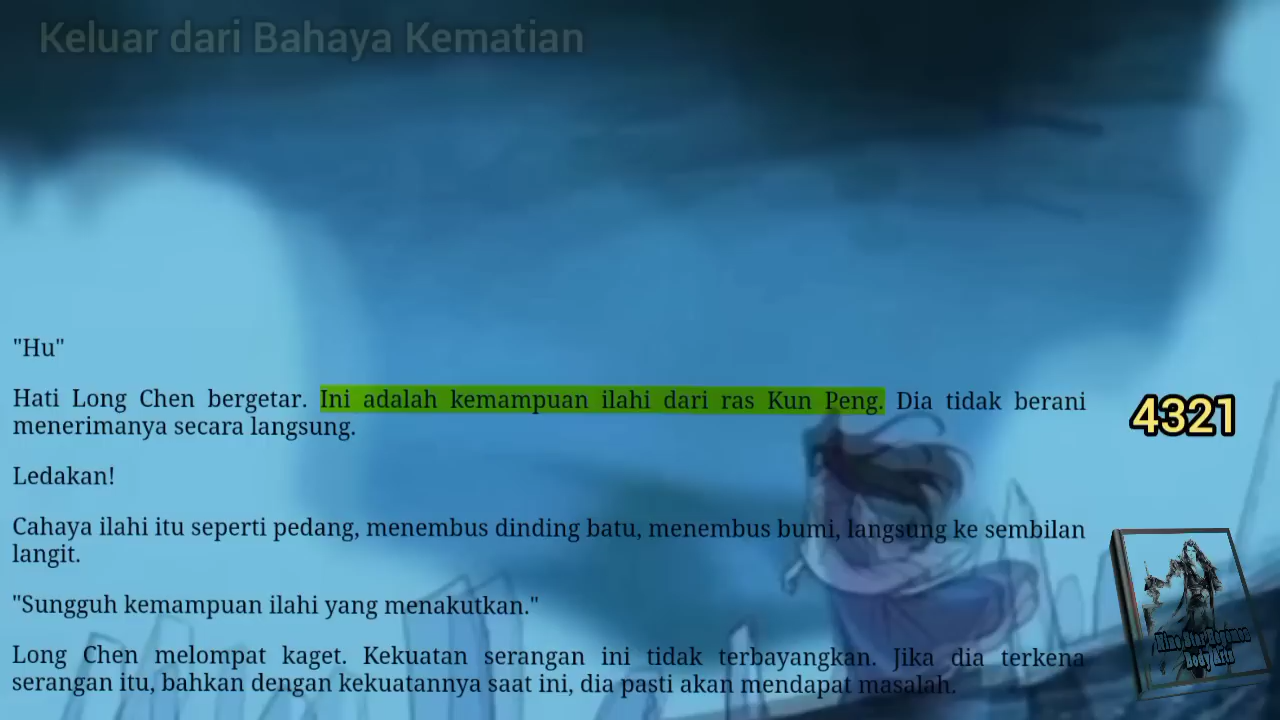 Keluar dari Bahaya Kematian
"Hu"
Hati Long Chen bergetar. Ini adalah kemampuan ilahi dari ras Kun Peng. Dia tidak berani
menerimanya secara langsung.
4321
Ledakan!
Cahaya ilahi itu seperti pedang, menembus dinding batu, menembus bumi, langsung ke sembilan
langit.
"Sungguh kemampuan ilahi yang menakutkan."
Long Chen melompat kaget. Kekuatan serangan ini tidak terbayangkan. Jika dia terkena
serangan itu, bahkan dengan kekuatannya saat ini, dia pasti akan mendapat masalah.
Body Arts